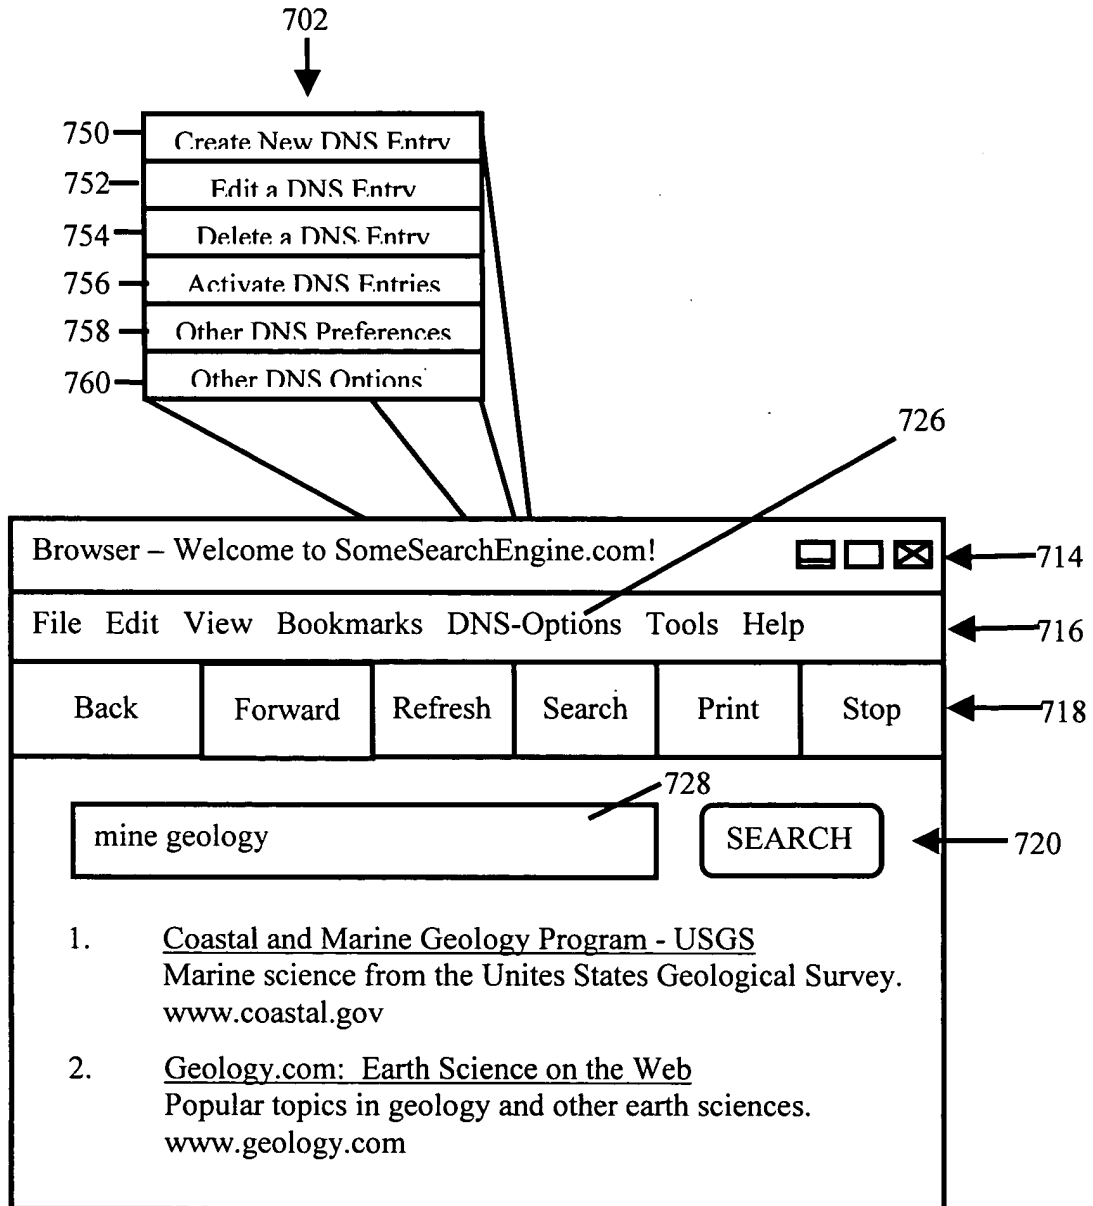 702
750 Create New DNS Entry
752 Edit a DNS Entry
754 Delete a DNS Entry
756 Activate DNS Entries
758 Other DNS Preferences
760 Other DNS Options
726
Browser – Welcome to SomeSearchEngine.com!
714
File Edit View Bookmarks DNS-Options Tools Help
716
Back Forward Refresh Search Print Stop
718
728
mine geology SEARCH
720
1. Coastal and Marine Geology Program - USGS
Marine science from the Unites States Geological Survey.
www.coastal.gov
2. Geology.com: Earth Science on the Web
Popular topics in geology and other earth sciences.
www.geology.com